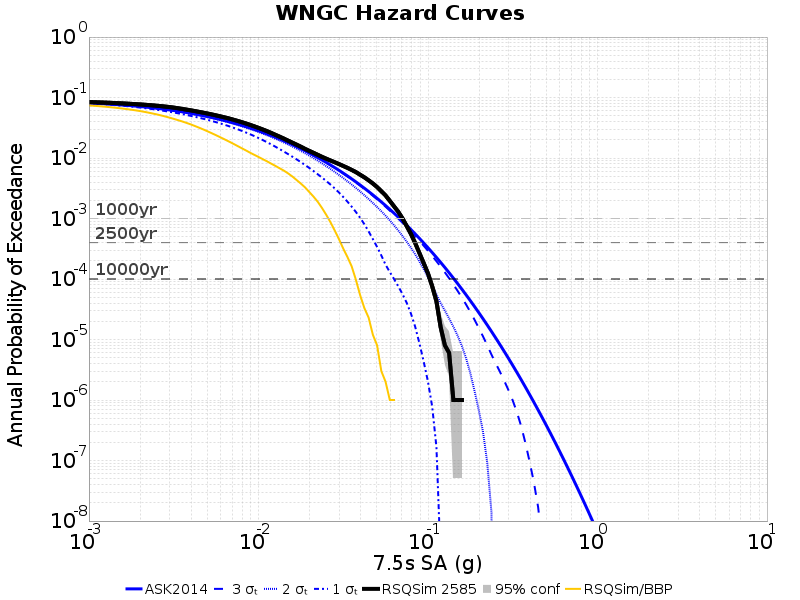 WNGC Hazard Curves
Annual Probability of Exceedance
10^0
10^-1
10^-2
10^-3
10^-4
10^-5
10^-6
10^-7
10^-8
1000yr
2500yr
10000yr
10^-3 10^-2 10^-1 10^0 10^1
7.5s SA (g)
ASK2014 3 σₜ 2 σₜ 1 σₜ RSQSim 2585 95% conf RSQSim/BBP